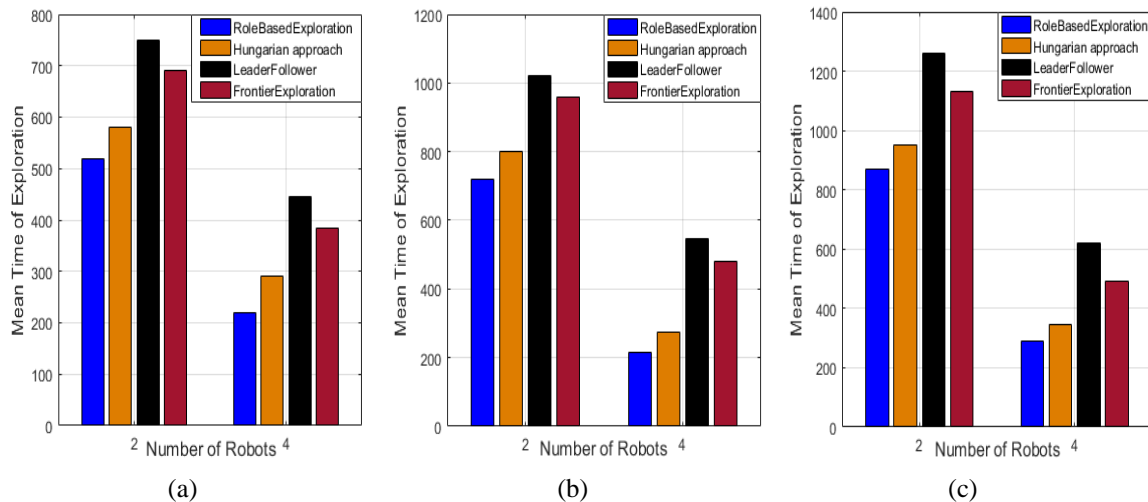 800
700
600
500
400
300
200
100
0
Mean Time of Exploration
RoleBasedExploration
Hungarian approach
LeaderFollower
FrontierExploration
2
4
Number of Robots
(a)
1200
1000
800
600
400
200
0
Mean Time of Exploration
RoleBasedExploration
Hungarian approach
LeaderFollower
FrontierExploration
2
4
Number of Robots
(b)
1400
1200
1000
800
600
400
200
0
Mean Time of Exploration
RoleBasedExploration
Hungarian approach
LeaderFollower
FrontierExploration
2
4
Number of Robots
(c)